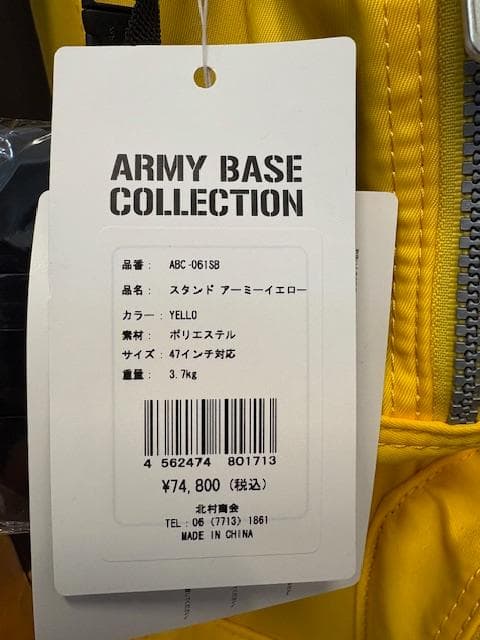 ARMY BASE
COLLECTION
品番： ABC-061SB
品名： スタンド アーミーイエロー
カラー： YELLO
素材： ポリエステル
サイズ： 47インチ対応
重量： 3.7kg
4 562474 801713
¥74,800（税込）
北村商会
TEL：06（7713）1861
MADE IN CHINA